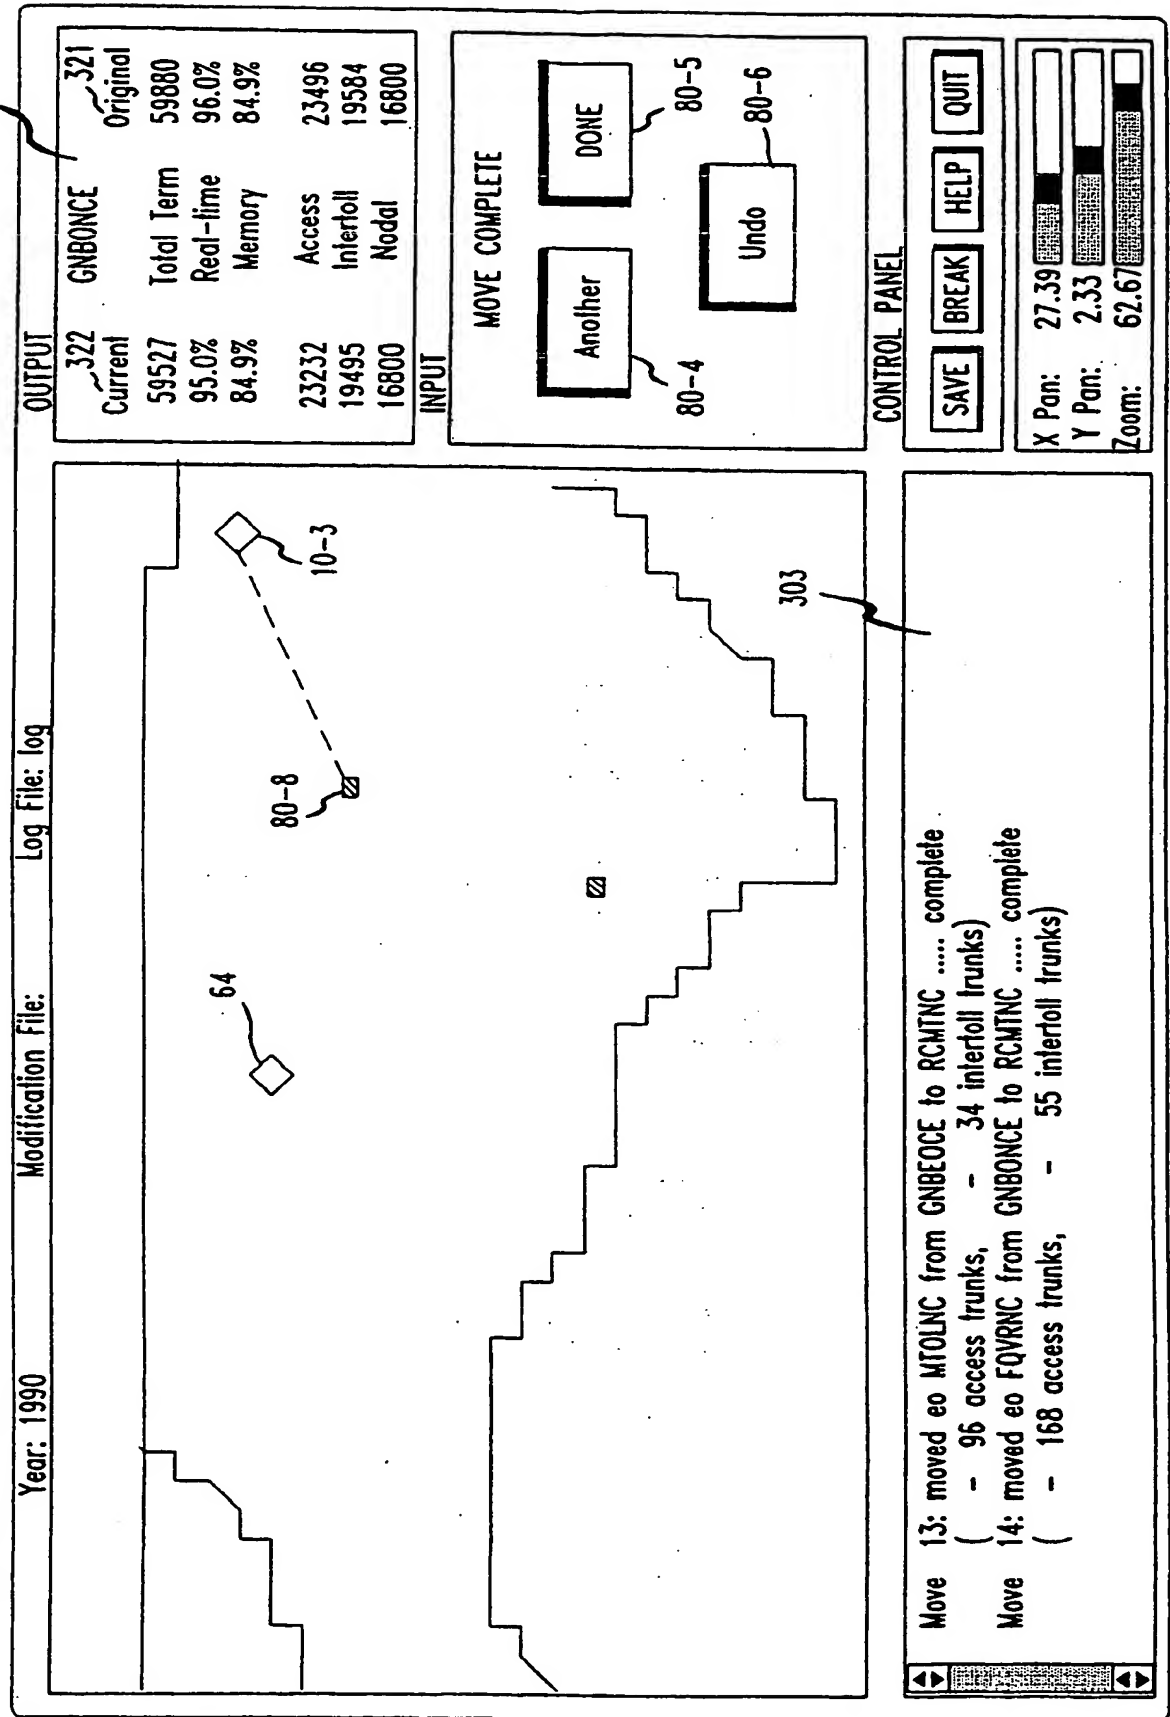 Year: 1990 Modification File: Log File: log
64
80-8
10-3
OUTPUT
322 321
Current GNBONCE Original
59527 Total Term 59880
95.0% Real-time 96.0%
84.9% Memory 84.9%
23232 Access 23496
19495 Intertoll 19584
16800 Nodal 16800
INPUT
MOVE COMPLETE
Another DONE
80-4 80-5
Undo
80-6
CONTROL PANEL
SAVE BREAK HELP QUIT
X Pan: 27.39
Y Pan: 2.33
Zoom: 62.67
303
Move 13: moved eo MTOLNC from GNBEOCE to RCMTNC ..... complete
( - 96 access trunks, - 34 intertoll trunks)
Move 14: moved eo FQVRNC from GNBONCE to RCMTNC ..... complete
( - 168 access trunks, - 55 intertoll trunks)